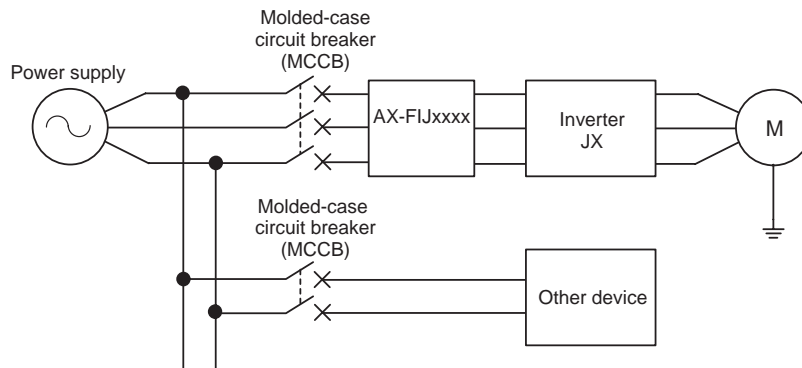 Molded-case
circuit breaker
(MCCB)
Power supply
AX-FIJxxxx
Inverter
JX
M
Molded-case
circuit breaker
(MCCB)
Other device